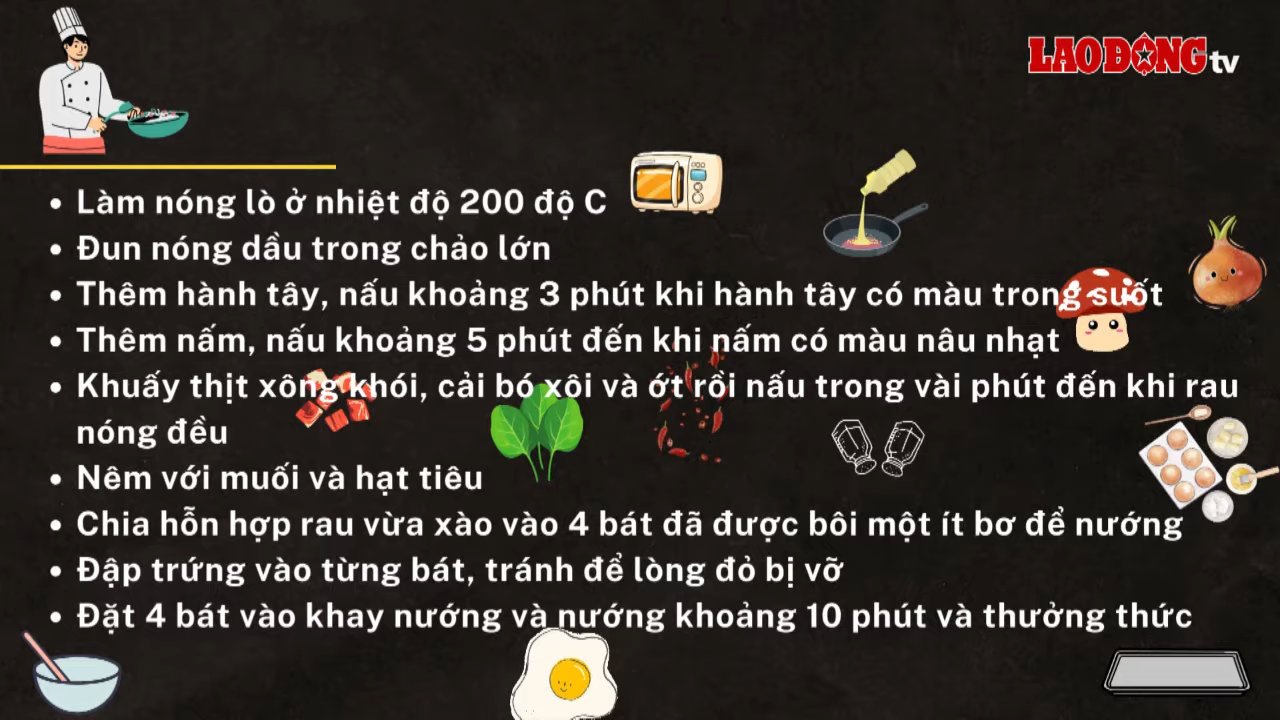 LAO ĐỘNG tv
• Làm nóng lò ở nhiệt độ 200 độ C
• Đun nóng dầu trong chảo lớn
• Thêm hành tây, nấu khoảng 3 phút khi hành tây có màu trong suốt
• Thêm nấm, nấu khoảng 5 phút đến khi nấm có màu nâu nhạt
• Khuấy thịt xông khói, cải bó xôi và ớt rồi nấu trong vài phút đến khi rau
nóng đều
• Nêm với muối và hạt tiêu
• Chia hỗn hợp rau vừa xào vào 4 bát đã được bôi một ít bơ để nướng
• Đập trứng vào từng bát, tránh để lòng đỏ bị vỡ
• Đặt 4 bát vào khay nướng và nướng khoảng 10 phút và thưởng thức